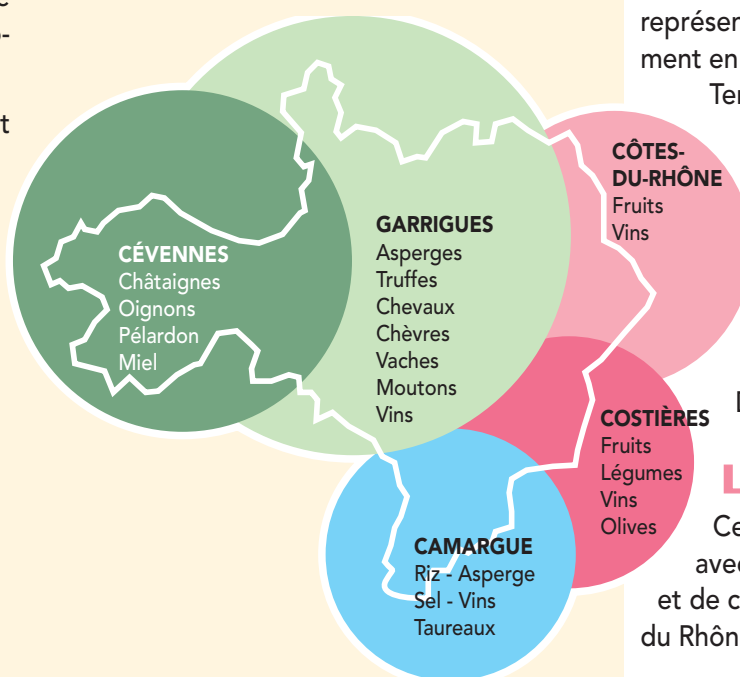 représen
ment en
CÔTES-
DU-RHÔNE
Fruits
Vins
GARRIGUES
Asperges
Truffes
Chevaux
Chèvres
Vaches
Moutons
Vins
CÉVENNES
Châtaignes
Oignons
Pélardon
Miel
COSTIÈRES
Fruits
Légumes
Vins
Olives
CAMARGUE
Riz - Asperge
Sel - Vins
Taureaux
Ce
avec
et de c
du Rhôn